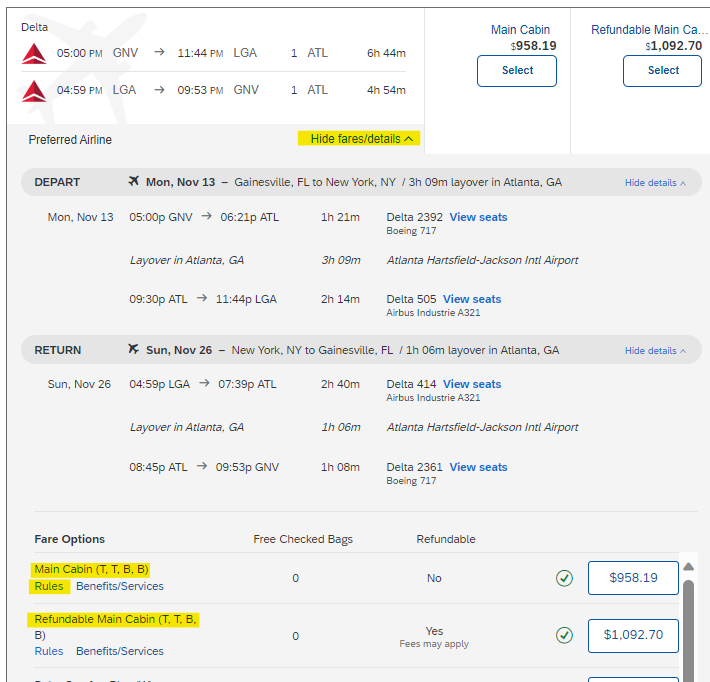 Delta
Main Cabin
Refundable Main Ca...
$958.19
$1,092.70
05:00 PM GNV → 11:44 PM LGA 1 ATL 6h 44m
Select
Select
04:59 PM LGA → 09:53 PM GNV 1 ATL 4h 54m
Preferred Airline
Hide fares/details
DEPART Mon, Nov 13 – Gainesville, FL to New York, NY / 3h 09m layover in Atlanta, GA Hide details
Mon, Nov 13 05:00p GNV → 06:21p ATL 1h 21m Delta 2392 View seats
Boeing 717
Layover in Atlanta, GA 3h 09m Atlanta Hartsfield-Jackson Intl Airport
09:30p ATL → 11:44p LGA 2h 14m Delta 505 View seats
Airbus Industrie A321
RETURN Sun, Nov 26 – New York, NY to Gainesville, FL / 1h 06m layover in Atlanta, GA Hide details
Sun, Nov 26 04:59p LGA → 07:39p ATL 2h 40m Delta 414 View seats
Airbus Industrie A321
Layover in Atlanta, GA 1h 06m Atlanta Hartsfield-Jackson Intl Airport
08:45p ATL → 09:53p GNV 1h 08m Delta 2361 View seats
Boeing 717
Fare Options Free Checked Bags Refundable
Main Cabin (T, T, B, B)
0 No $958.19
Rules Benefits/Services
Refundable Main Cabin (T, T, B,
B)
0 Yes $1,092.70
Fees may apply
Rules Benefits/Services